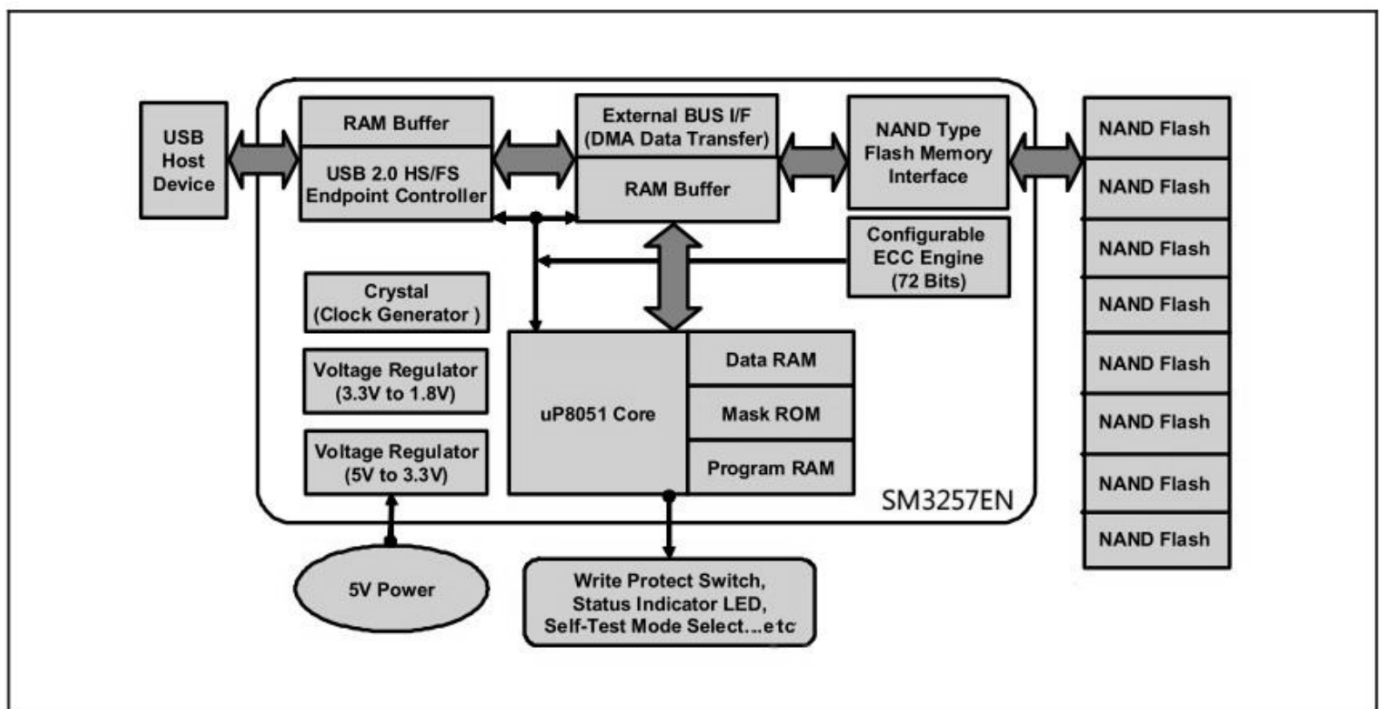 USB
Host
Device
RAM Buffer
USB 2.0 HS/FS
Endpoint Controller
External BUS I/F
(DMA Data Transfer)
RAM Buffer
NAND Type
Flash Memory
Interface
Configurable
ECC Engine
(72 Bits)
Crystal
(Clock Generator )
Voltage Regulator
(3.3V to 1.8V)
Voltage Regulator
(5V to 3.3V)
uP8051 Core
Data RAM
Mask ROM
Program RAM
SM3257EN
5V Power
Write Protect Switch,
Status Indicator LED,
Self-Test Mode Select...etc
NAND Flash
NAND Flash
NAND Flash
NAND Flash
NAND Flash
NAND Flash
NAND Flash
NAND Flash